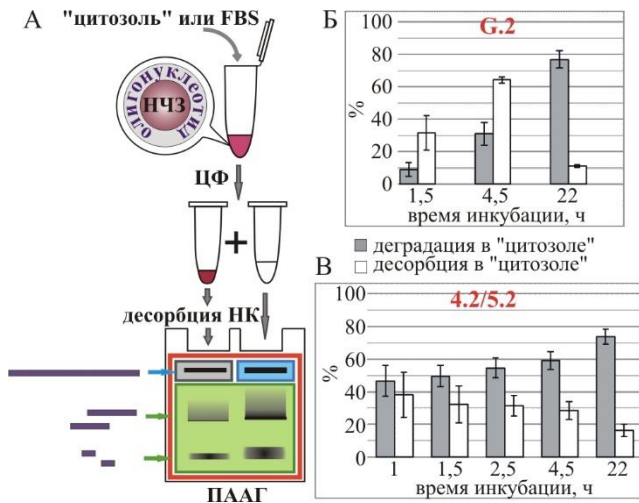 А
"цитозоль" или FBS
олигонуклеотид
НЧЗ
ЦФ
+
десорбция НК
ПААГ
Б
G.2
%
100
80
60
40
20
0
1,5 4,5 22
время инкубации, ч
деградация в "цитозоле"
десорбция в "цитозоле"
В
4.2/5.2
%
100
80
60
40
20
0
1 1,5 2,5 4,5 22
время инкубации, ч